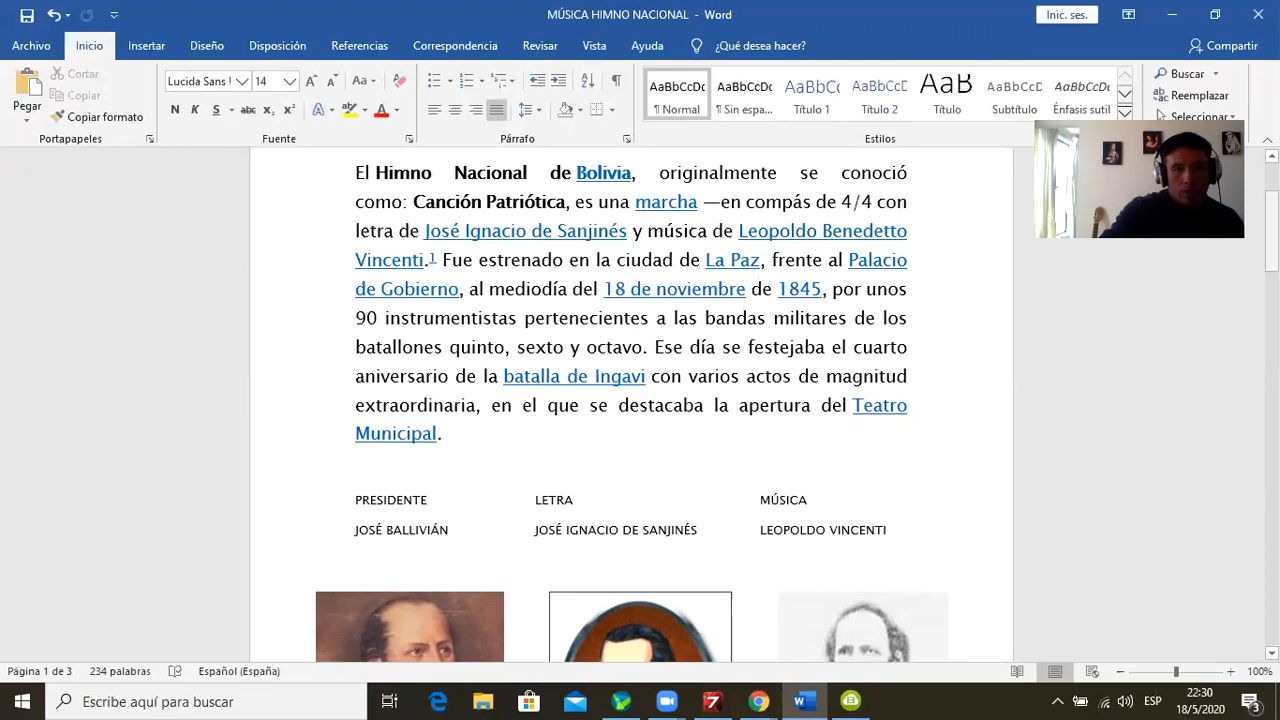 MÚSICA HIMNO NACIONAL - Word
Inic. ses.
Archivo Inicio Insertar Diseño Disposición Referencias Correspondencia Revisar Vista Ayuda ¿Qué desea hacer? Compartir
Pegar
Cortar
Copiar
Copiar formato
Portapapeles
Lucida Sans 14
Fuente
Párrafo
AaBbCcDc AaBbCcDc AaBbCc AaBbCcD AaB AaBbCcD AaBbCcDc
¶ Normal ¶ Sin espa... Título 1 Título 2 Título Subtítulo Énfasis sutil
Estilos
Buscar
Reemplazar
Seleccionar
El Himno Nacional de Bolivia, originalmente se conoció
como: Canción Patriótica, es una marcha —en compás de 4/4 con
letra de José Ignacio de Sanjinés y música de Leopoldo Benedetto
Vincenti.1 Fue estrenado en la ciudad de La Paz, frente al Palacio
de Gobierno, al mediodía del 18 de noviembre de 1845, por unos
90 instrumentistas pertenecientes a las bandas militares de los
batallones quinto, sexto y octavo. Ese día se festejaba el cuarto
aniversario de la batalla de Ingavi con varios actos de magnitud
extraordinaria, en el que se destacaba la apertura del Teatro
Municipal.
PRESIDENTE LETRA MÚSICA
JOSÉ BALLIVIÁN JOSÉ IGNACIO DE SANJINÉS LEOPOLDO VINCENTI
Página 1 de 3 234 palabras Español (España) 100%
Escribe aquí para buscar
ESP
22:30
18/5/2020
3